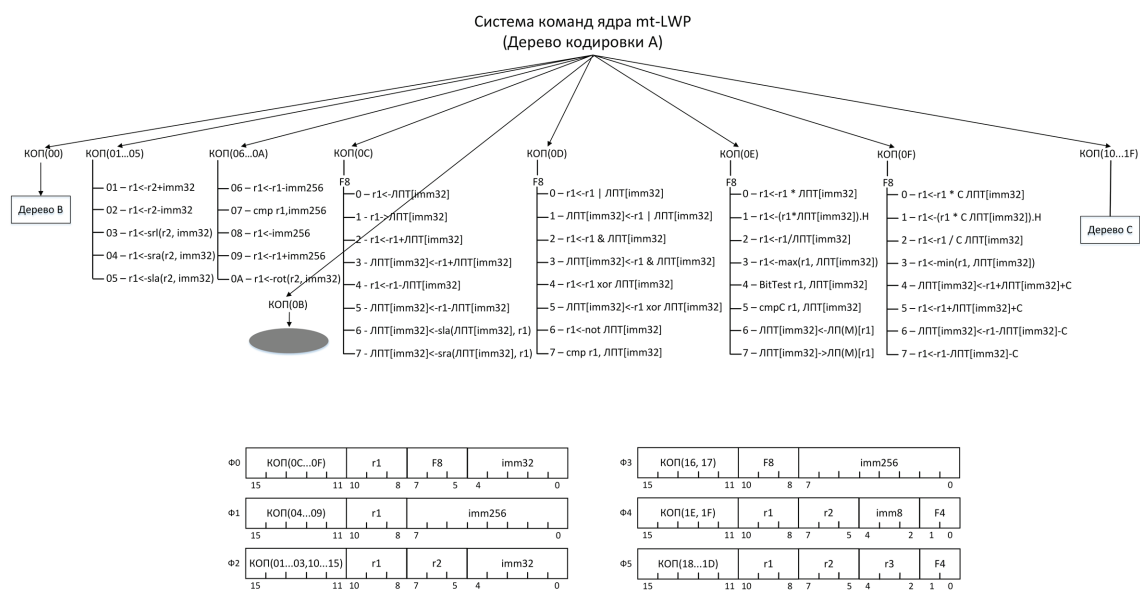 Система команд ядра mt-LWP
(Дерево кодировки А)
КОП(00)
Дерево В
КОП(01...05)
01 – r1<-r2+imm32
02 – r1<-r2-imm32
03 – r1<-srl(r2, imm32)
04 – r1<-sra(r2, imm32)
05 – r1<-sla(r2, imm32)
КОП(06...0A)
06 – r1<-r1-imm256
07 – cmp r1,imm256
08 – r1<-imm256
09 – r1<-r1+imm256
0A – r1<-rot(r2, imm32)
КОП(0B)
КОП(0C)
F8
0 – r1<-ЛПТ[imm32]
1 - r1->ЛПТ[imm32]
2 - r1<-r1+ЛПТ[imm32]
3 - ЛПТ[imm32]<-r1+ЛПТ[imm32]
4 - r1<-r1-ЛПТ[imm32]
5 - ЛПТ[imm32]<-r1-ЛПТ[imm32]
6 - ЛПТ[imm32]<-sla(ЛПТ[imm32], r1)
7 - ЛПТ[imm32]<-sra(ЛПТ[imm32], r1)
КОП(0D)
F8
0 – r1<-r1 | ЛПТ[imm32]
1 – ЛПТ[imm32]<-r1 | ЛПТ[imm32]
2 – r1<-r1 & ЛПТ[imm32]
3 – ЛПТ[imm32]<-r1 & ЛПТ[imm32]
4 – r1<-r1 xor ЛПТ[imm32]
5 – ЛПТ[imm32]<-r1 xor ЛПТ[imm32]
6 – r1<-not ЛПТ[imm32]
7 – cmp r1, ЛПТ[imm32]
КОП(0E)
F8
0 – r1<-r1 * ЛПТ[imm32]
1 – r1<-(r1*ЛПТ[imm32]).H
2 – r1<-r1/ЛПТ[imm32]
3 – r1<-max(r1, ЛПТ[imm32])
4 – BitTest r1, ЛПТ[imm32]
5 – cmpC r1, ЛПТ[imm32]
6 – ЛПТ[imm32]<-ЛП(М)[r1]
7 – ЛПТ[imm32]->ЛП(М)[r1]
КОП(0F)
F8
0 – r1<-r1 * C ЛПТ[imm32]
1 – r1<-(r1 * C ЛПТ[imm32]).H
2 – r1<-r1 / C ЛПТ[imm32]
3 – r1<-min(r1, ЛПТ[imm32])
4 – ЛПТ[imm32]<-r1+ЛПТ[imm32]+C
5 – r1<-r1+ЛПТ[imm32]+C
6 – ЛПТ[imm32]<-r1-ЛПТ[imm32]-C
7 – r1<-r1-ЛПТ[imm32]-C
КОП(10...1F)
Дерево С
Ф0 КОП(0C...0F) r1 F8 imm32
15 11 10 8 7 5 4 0
Ф1 КОП(04...09) r1 imm256
15 11 10 8 7 0
Ф2 КОП(01...03,10...15) r1 r2 imm32
15 11 10 8 7 5 4 0
Ф3 КОП(16, 17) F8 imm256
15 11 10 8 7 0
Ф4 КОП(1E, 1F) r1 r2 imm8 F4
15 11 10 8 7 5 4 2 1 0
Ф5 КОП(18...1D) r1 r2 r3 F4
15 11 10 8 7 5 4 2 1 0